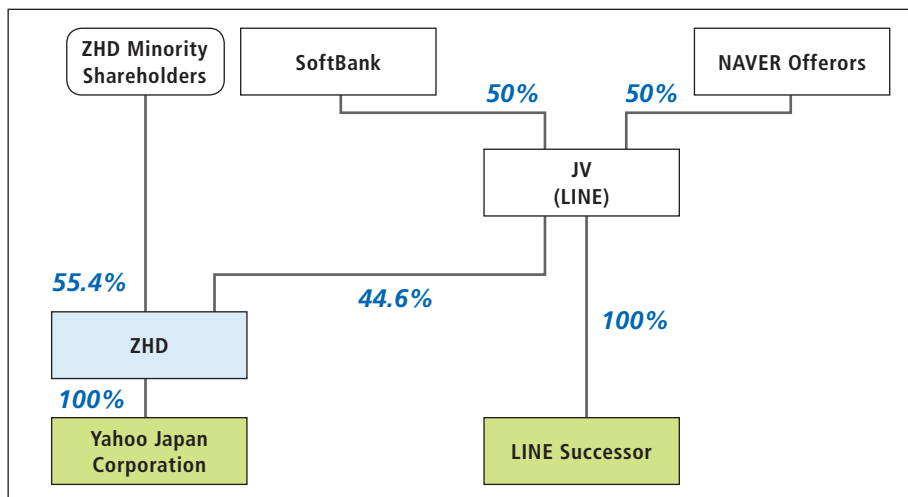 ZHD Minority
Shareholders
SoftBank
NAVER Offerors
50%
50%
JV
(LINE)
55.4%
44.6%
100%
ZHD
100%
Yahoo Japan
Corporation
LINE Successor